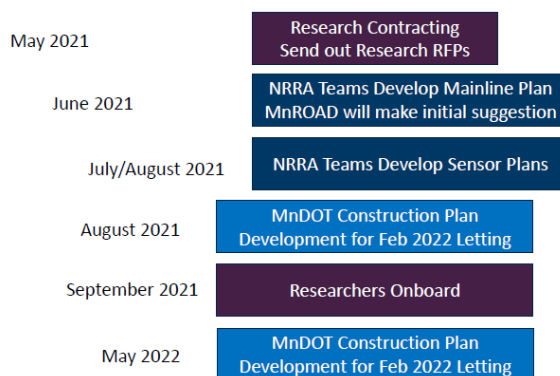 May 2021
Research Contracting
Send out Research RFPs
June 2021
NRRA Teams Develop Mainline Plan
MnROAD will make initial suggestion
July/August 2021
NRRA Teams Develop Sensor Plans
August 2021
MnDOT Construction Plan
Development for Feb 2022 Letting
September 2021
Researchers Onboard
May 2022
MnDOT Construction Plan
Development for Feb 2022 Letting